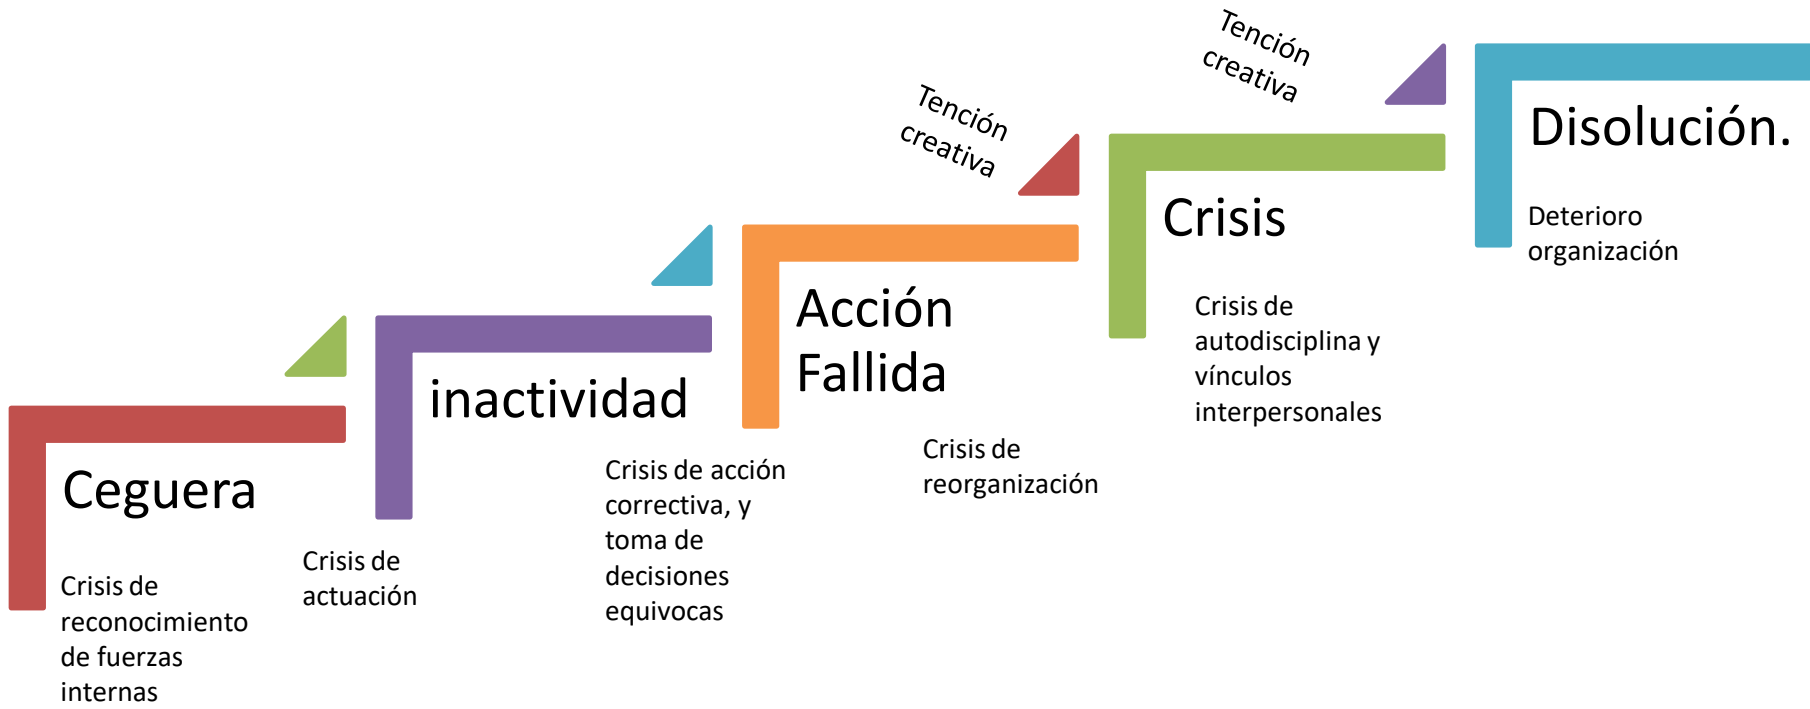 Ceguera
Crisis de
reconocimiento
de fuerzas
internas
inactividad
Crisis de
actuación
Acción
Fallida
Crisis de acción
correctiva, y
toma de
decisiones
equivocas
Tención
creativa
Crisis
Crisis de
reorganización
Tención
creativa
Crisis de
autodisciplina y
vínculos
interpersonales
Disolución.
Deterioro
organización